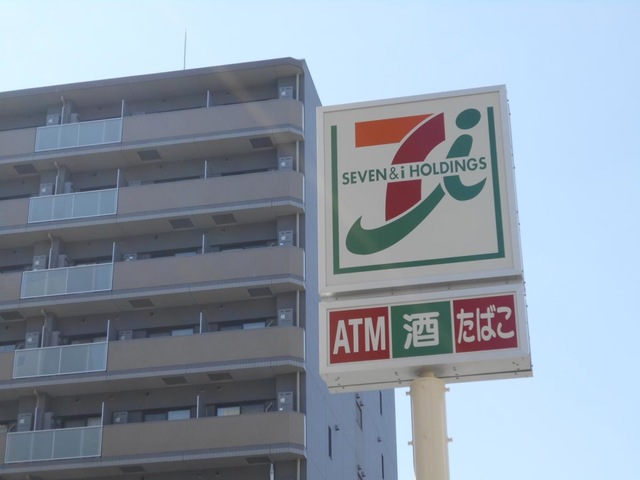 7i
SEVEN & i HOLDINGS
ATM 酒 たばこ